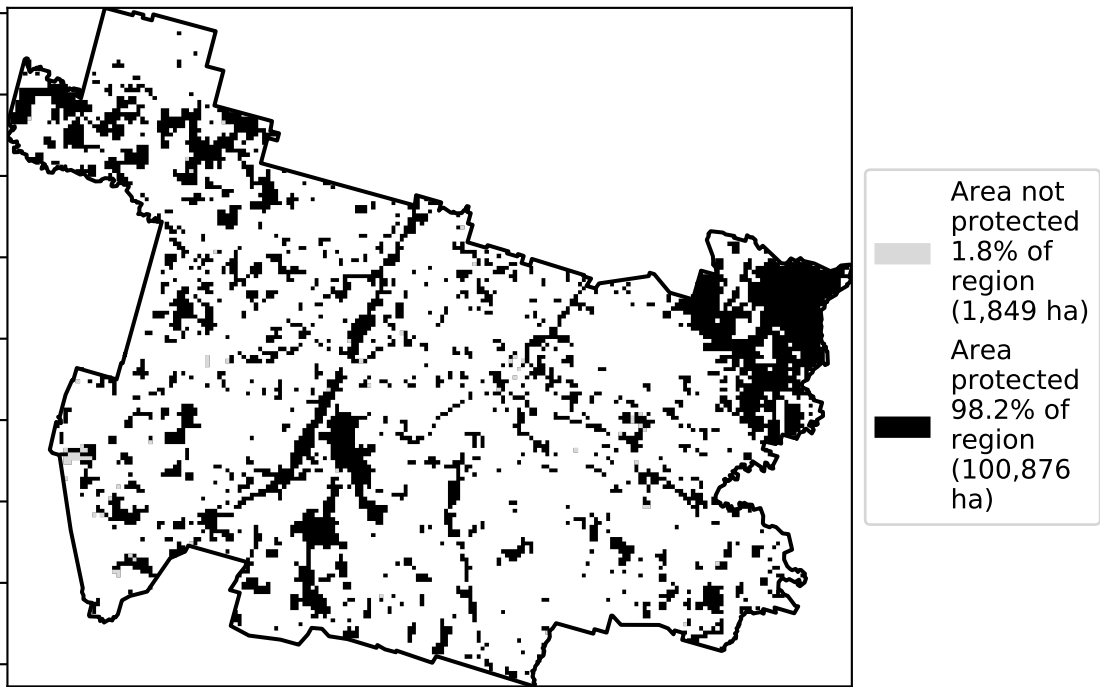 Area not
protected
1.8% of
region
(1,849 ha)
Area
protected
98.2% of
region
(100,876
ha)